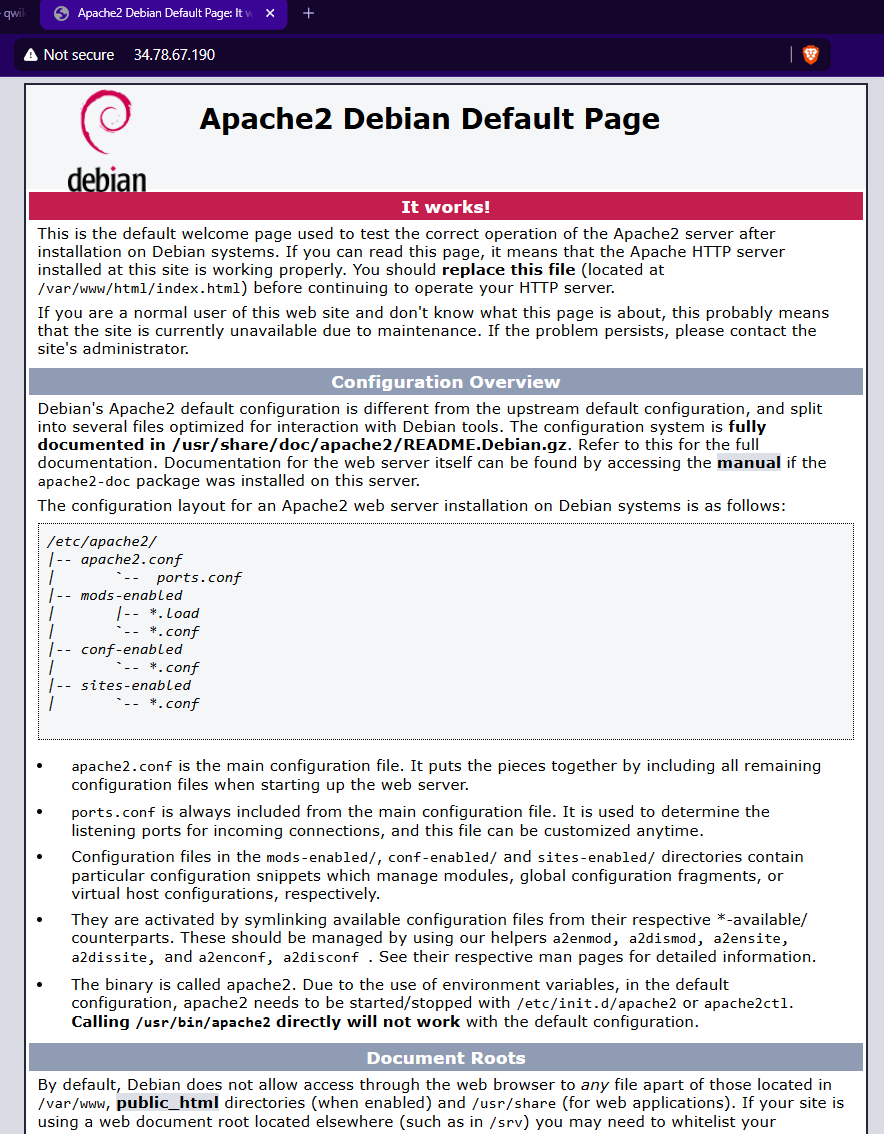 qwi
Apache2 Debian Default Page: It w
Not secure 34.78.67.190
debian
Apache2 Debian Default Page
It works!
This is the default welcome page used to test the correct operation of the Apache2 server after
installation on Debian systems. If you can read this page, it means that the Apache HTTP server
installed at this site is working properly. You should replace this file (located at
/var/www/html/index.html) before continuing to operate your HTTP server.
If you are a normal user of this web site and don't know what this page is about, this probably means
that the site is currently unavailable due to maintenance. If the problem persists, please contact the
site's administrator.
Configuration Overview
Debian's Apache2 default configuration is different from the upstream default configuration, and split
into several files optimized for interaction with Debian tools. The configuration system is fully
documented in /usr/share/doc/apache2/README.Debian.gz. Refer to this for the full
documentation. Documentation for the web server itself can be found by accessing the manual if the
apache2-doc package was installed on this server.
The configuration layout for an Apache2 web server installation on Debian systems is as follows:
/etc/apache2/
|-- apache2.conf
|       `--  ports.conf
|-- mods-enabled
|       |-- *.load
|       `-- *.conf
|-- conf-enabled
|       `-- *.conf
|-- sites-enabled
|       `-- *.conf
• apache2.conf is the main configuration file. It puts the pieces together by including all remaining
configuration files when starting up the web server.
• ports.conf is always included from the main configuration file. It is used to determine the
listening ports for incoming connections, and this file can be customized anytime.
• Configuration files in the mods-enabled/, conf-enabled/ and sites-enabled/ directories contain
particular configuration snippets which manage modules, global configuration fragments, or
virtual host configurations, respectively.
• They are activated by symlinking available configuration files from their respective *-available/
counterparts. These should be managed by using our helpers a2enmod, a2dismod, a2ensite,
a2dissite, and a2enconf, a2disconf . See their respective man pages for detailed information.
• The binary is called apache2. Due to the use of environment variables, in the default
configuration, apache2 needs to be started/stopped with /etc/init.d/apache2 or apache2ctl.
Calling /usr/bin/apache2 directly will not work with the default configuration.
Document Roots
By default, Debian does not allow access through the web browser to any file apart of those located in
/var/www, public_html directories (when enabled) and /usr/share (for web applications). If your site is
using a web document root located elsewhere (such as in /srv) you may need to whitelist your